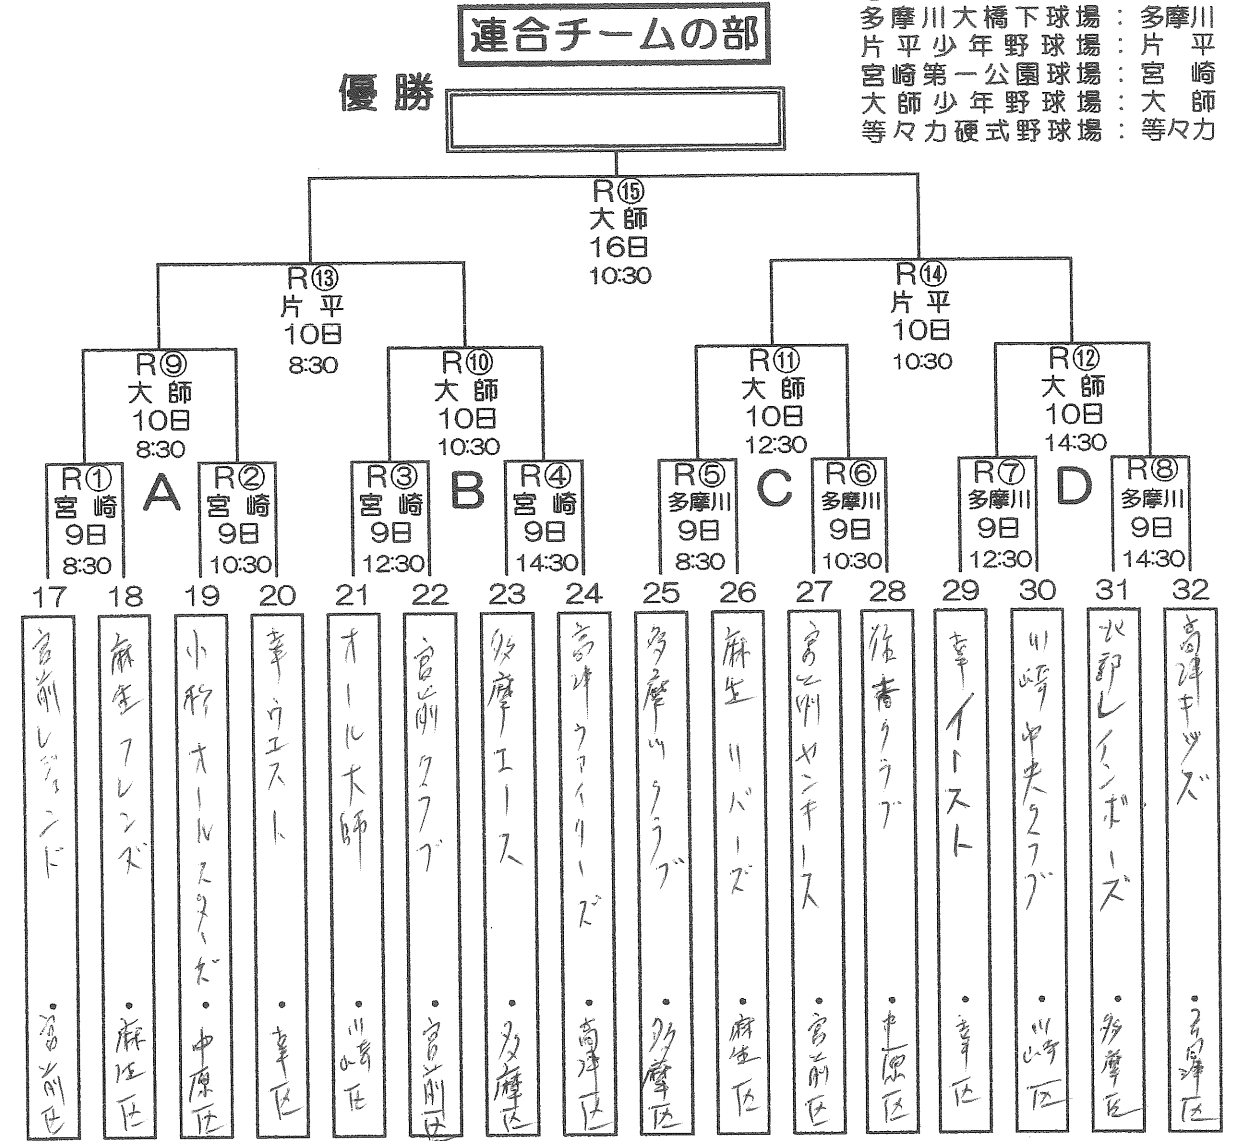 連合チームの部
多摩川大橋下球場：多摩川
片平少年野球場：片平
宮崎第一公園球場：宮崎
大師少年野球場：大師
等々力硬式野球場：等々力
優勝
R⑮
大師
16日
10:30
R⑬
片平
10日
8:30
R⑭
片平
10日
10:30
R⑨
大師
10日
8:30
R⑩
大師
10日
10:30
R⑪
大師
10日
12:30
R⑫
大師
10日
14:30
A
B
C
D
R①
宮崎
9日
8:30
R②
宮崎
9日
10:30
R③
宮崎
9日
12:30
R④
宮崎
9日
14:30
R⑤
多摩川
9日
8:30
R⑥
多摩川
9日
10:30
R⑦
多摩川
9日
12:30
R⑧
多摩川
9日
14:30
17
宮前レジェンド・宮前区
18
麻生フレンズ・麻生区
19
小杉オールスターズ・中原区
20
幸ウエスト・幸区
21
オール大師・川崎区
22
宮前クラブ・宮前区
23
多摩エース・多摩区
24
高津ファイターズ・高津区
25
多摩クラブ・多摩区
26
麻生リバーズ・麻生区
27
宮前ヤンキース・宮前区
28
クラブ・中原区
29
幸イースト・幸区
30
川崎中央クラブ・川崎区
31
北部レインボーズ・多摩区
32
高津キッズ・高津区